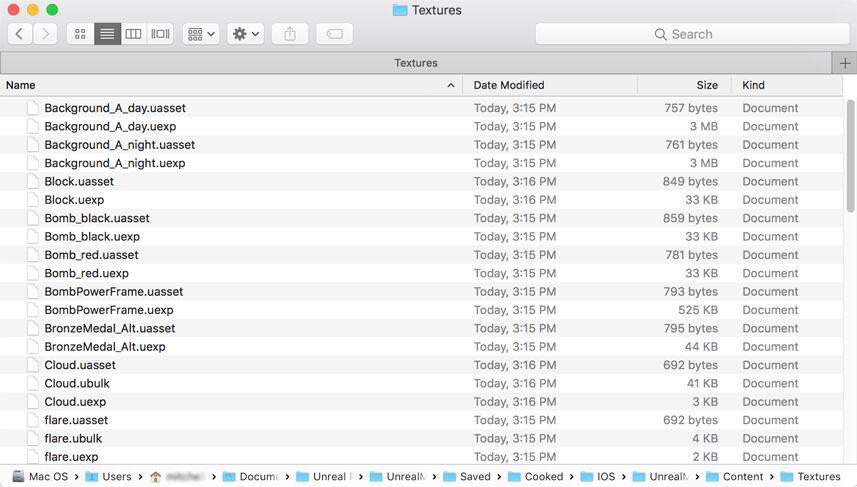 Textures
Search
Textures
Name Date Modified Size Kind
Background_A_day.uasset Today, 3:15 PM 757 bytes Document
Background_A_day.uexp Today, 3:15 PM 3 MB Document
Background_A_night.uasset Today, 3:15 PM 761 bytes Document
Background_A_night.uexp Today, 3:15 PM 3 MB Document
Block.uasset Today, 3:16 PM 849 bytes Document
Block.uexp Today, 3:16 PM 33 KB Document
Bomb_black.uasset Today, 3:15 PM 859 bytes Document
Bomb_black.uexp Today, 3:15 PM 33 KB Document
Bomb_red.uasset Today, 3:15 PM 781 bytes Document
Bomb_red.uexp Today, 3:15 PM 33 KB Document
BombPowerFrame.uasset Today, 3:15 PM 793 bytes Document
BombPowerFrame.uexp Today, 3:15 PM 525 KB Document
BronzeMedal_Alt.uasset Today, 3:15 PM 795 bytes Document
BronzeMedal_Alt.uexp Today, 3:15 PM 44 KB Document
Cloud.uasset Today, 3:16 PM 692 bytes Document
Cloud.ubulk Today, 3:16 PM 41 KB Document
Cloud.uexp Today, 3:16 PM 3 KB Document
flare.uasset Today, 3:15 PM 692 bytes Document
flare.ubulk Today, 3:15 PM 4 KB Document
flare.uexp Today, 3:15 PM 2 KB Document
Mac OS Users Docume Unreal UnrealM Saved Cooked IOS UnrealM Content Textures